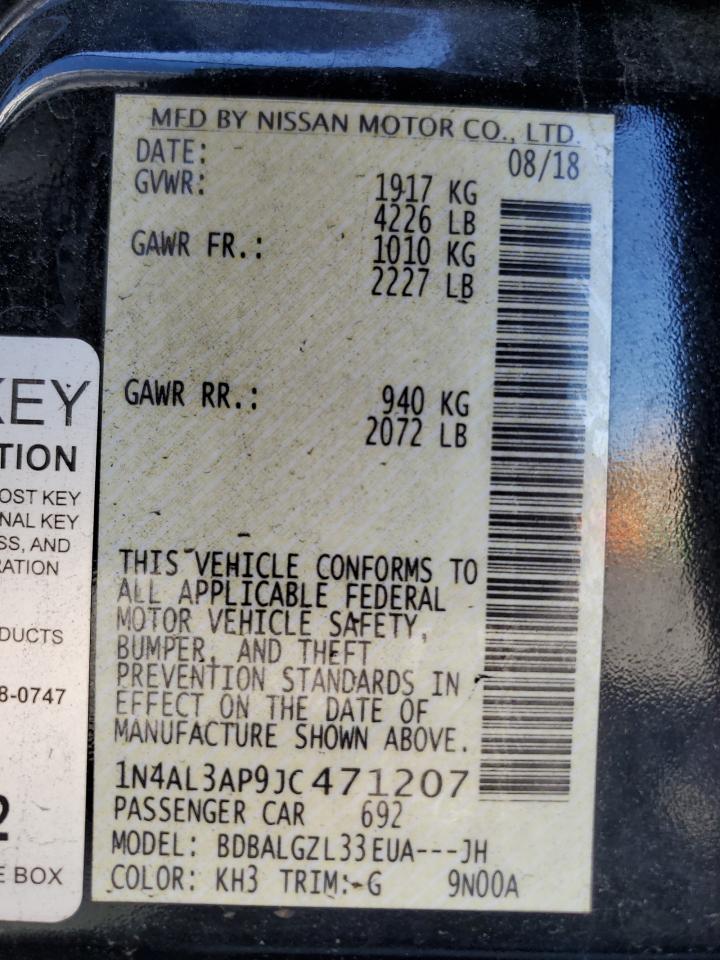 MFD BY NISSAN MOTOR CO., LTD.
DATE: 08/18
GVWR: 1917 KG
4226 LB
GAWR FR.: 1010 KG
2227 LB
GAWR RR.: 940 KG
2072 LB
THIS VEHICLE CONFORMS TO
ALL APPLICABLE FEDERAL
MOTOR VEHICLE SAFETY,
BUMPER, AND THEFT
PREVENTION STANDARDS IN
EFFECT ON THE DATE OF
MANUFACTURE SHOWN ABOVE.
1N4AL3AP9JC471207
PASSENGER CAR 692
MODEL: BDBALGZL33EUA---JH
COLOR: KH3 TRIM: G 9N00A
KEY
TION
OST KEY
NAL KEY
SS, AND
RATION
DUCTS
8-0747
2
E BOX